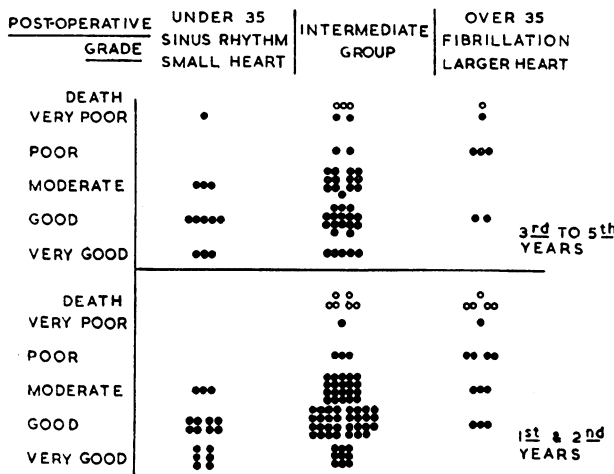 POST-OPERATIVE
GRADE
UNDER 35
SINUS RHYTHM
SMALL HEART
INTERMEDIATE
GROUP
OVER 35
FIBRILLATION
LARGER HEART
DEATH
VERY POOR
POOR
MODERATE
GOOD
VERY GOOD
3rd TO 5th
YEARS
DEATH
VERY POOR
POOR
MODERATE
GOOD
VERY GOOD
1st & 2nd
YEARS